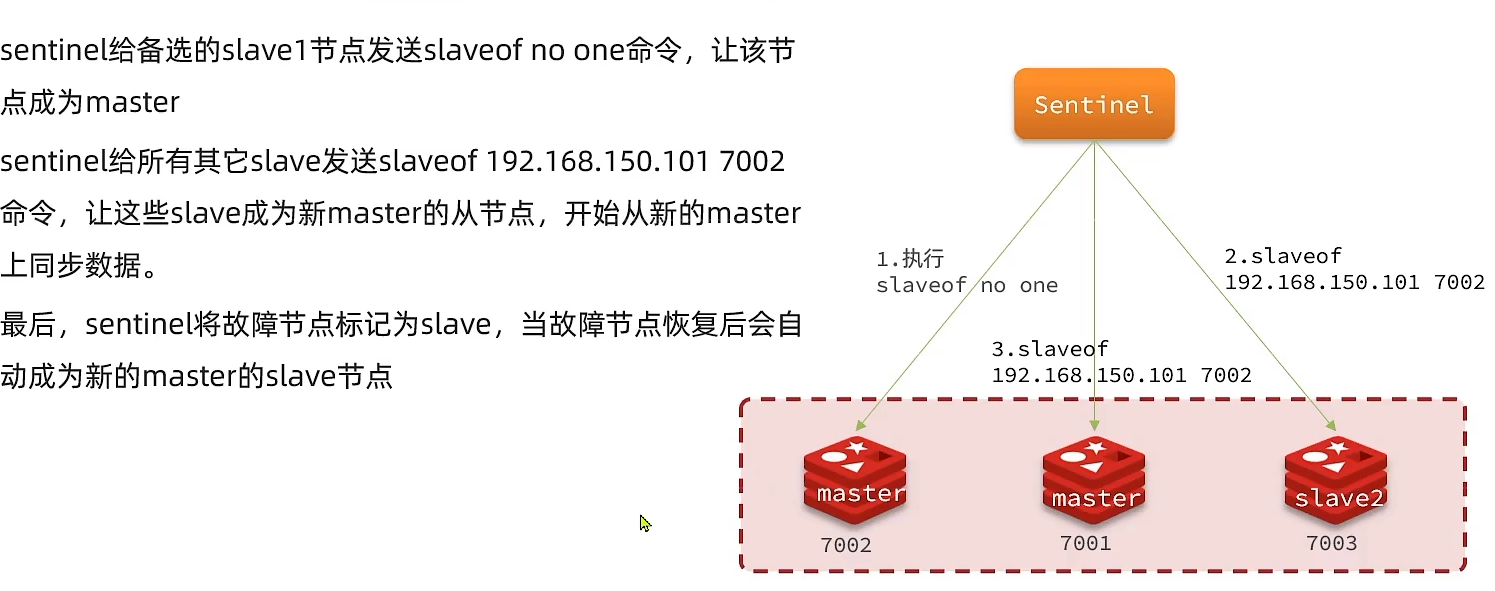 sentinel给备选的slave1节点发送slaveof no one命令，让该节
点成为master
sentinel给所有其它slave发送slaveof 192.168.150.101 7002
命令，让这些slave成为新master的从节点，开始从新的master
上同步数据。
最后，sentinel将故障节点标记为slave，当故障节点恢复后会自
动成为新的master的slave节点
Sentinel
1.执行
slaveof no one
2.slaveof
192.168.150.101 7002
3.slaveof
192.168.150.101 7002
master
master
slave2
7002
7001
7003